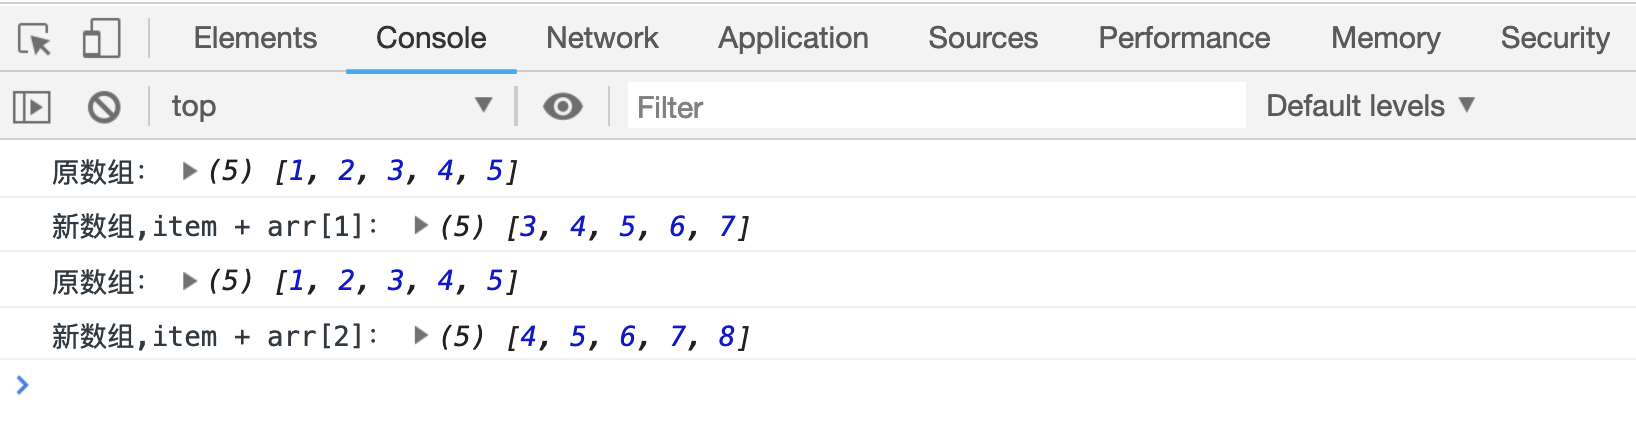 Elements Console Network Application Sources Performance Memory Security
top Filter Default levels
原数组： (5) [1, 2, 3, 4, 5]
新数组,item + arr[1]： (5) [3, 4, 5, 6, 7]
原数组： (5) [1, 2, 3, 4, 5]
新数组,item + arr[2]： (5) [4, 5, 6, 7, 8]